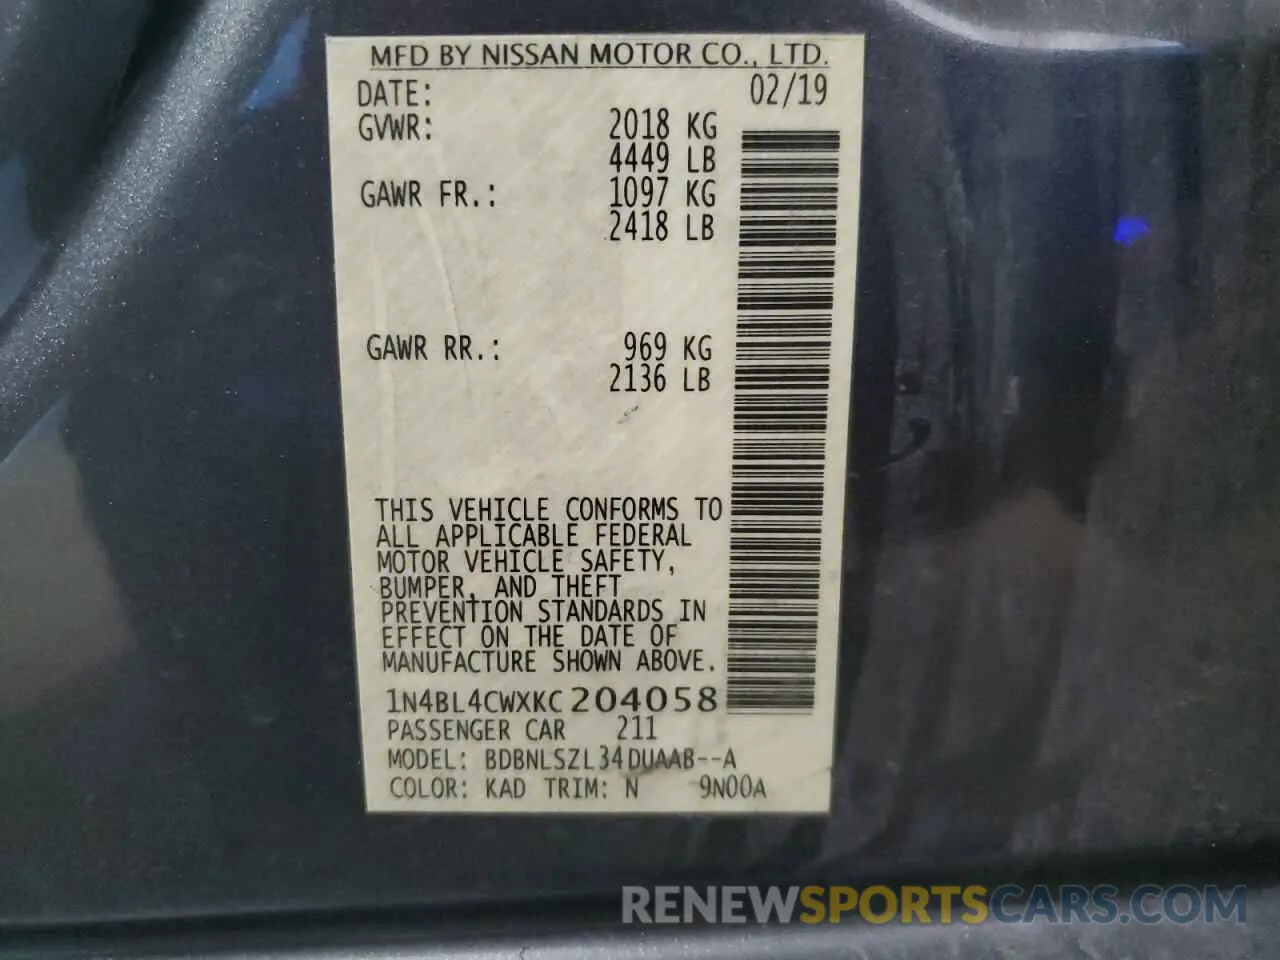 MFD BY NISSAN MOTOR CO., LTD.
DATE: 02/19
GVWR: 2018 KG
4449 LB
GAWR FR.: 1097 KG
2418 LB
GAWR RR.: 969 KG
2136 LB
THIS VEHICLE CONFORMS TO
ALL APPLICABLE FEDERAL
MOTOR VEHICLE SAFETY,
BUMPER, AND THEFT
PREVENTION STANDARDS IN
EFFECT ON THE DATE OF
MANUFACTURE SHOWN ABOVE.
1N4BL4CWXKC204058
PASSENGER CAR 211
MODEL: BDBNLSZL34DUAAB--A
COLOR: KAD TRIM: N 9N00A
RENEWSPORTSCARS.COM